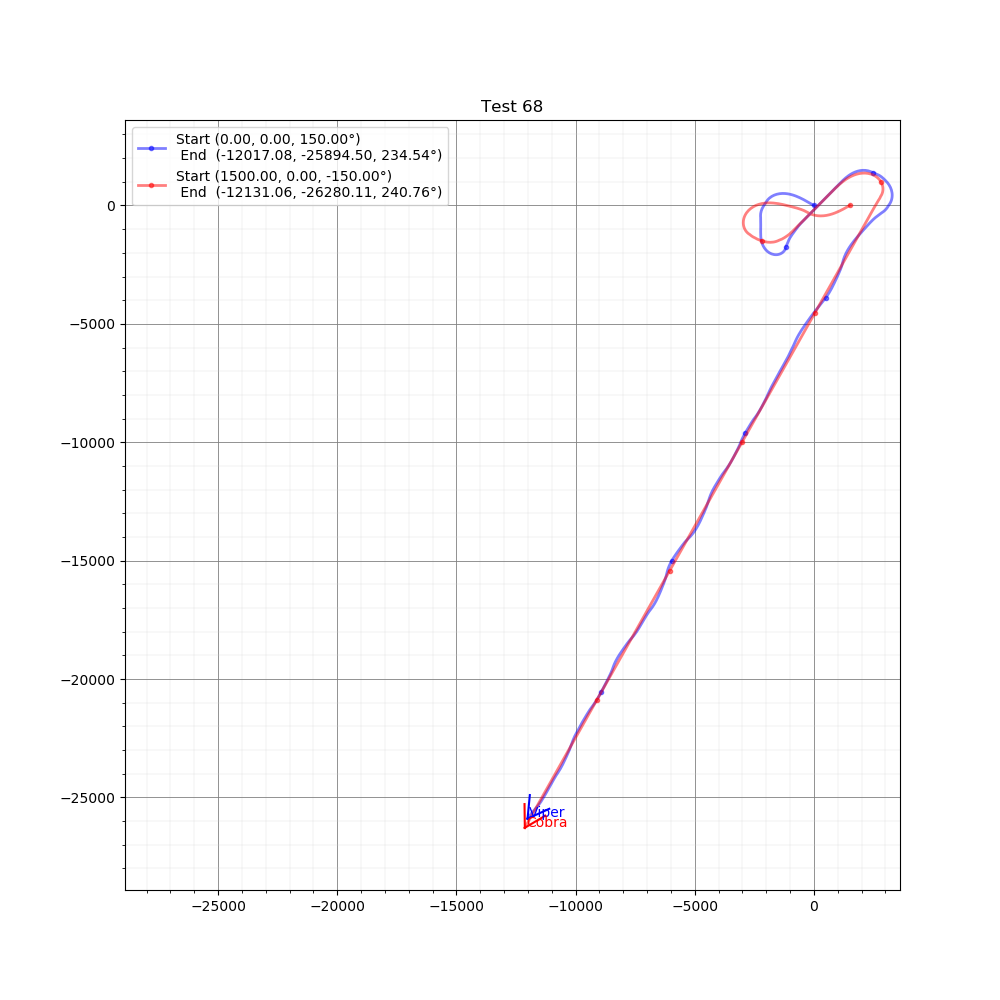 Test 68
Start (0.00, 0.00, 150.00°)
End  (-12017.08, -25894.50, 234.54°)
Start (1500.00, 0.00, -150.00°)
End  (-12131.06, -26280.11, 240.76°)
0
−5000
−10000
−15000
−20000
−25000
Viper
Cobra
−25000
−20000
−15000
−10000
−5000
0